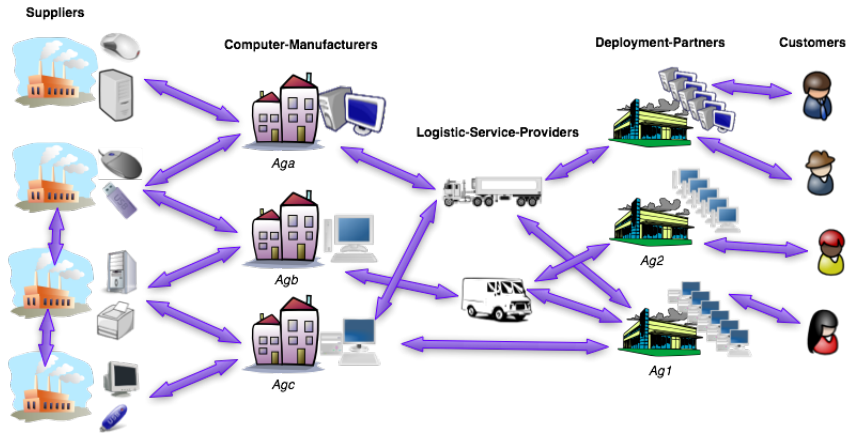 Suppliers
Computer-Manufacturers
Deployment-Partners
Customers
Logistic-Service-Providers
Aga
Agb
Ag2
Agc
Ag1